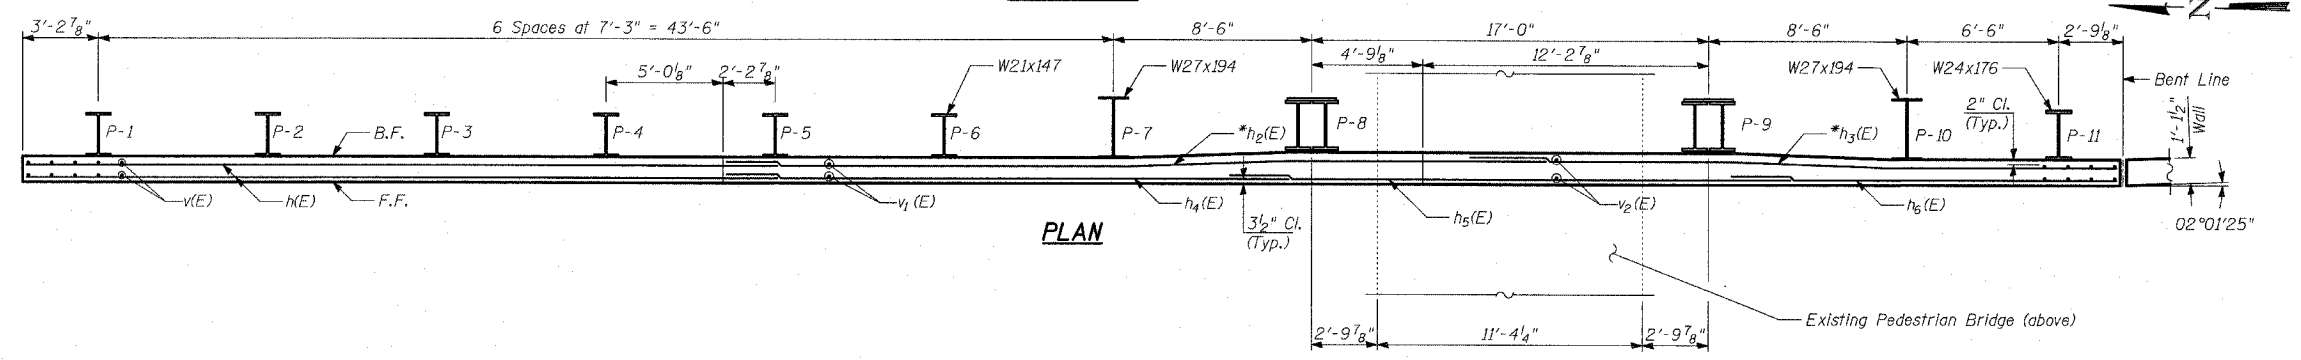 3'-2 7/8"
6 Spaces at 7'-3" = 43'-6"
8'-6"
17'-0"
8'-6"
6'-6"
2'-9 1/8"
N
4'-9 1/8"
12'-2 7/8"
5'-0 1/8"
2'-2 7/8"
W21x147
W27x194
W27x194
W24x176
Bent Line
2" Cl.
(Typ.)
1'-1 1/2"
Wall
P-1
P-2
B.F.
P-3
P-4
P-5
P-6
P-7
*h2(E)
P-8
P-9
*h3(E)
P-10
P-11
v(E)
h(E)
F.F.
v1(E)
h4(E)
3 1/2" Cl.
(Typ.)
h5(E)
v2(E)
h6(E)
02°01'25"
PLAN
Existing Pedestrian Bridge (above)
2'-9 7/8"
11'-4 1/4"
2'-9 7/8"